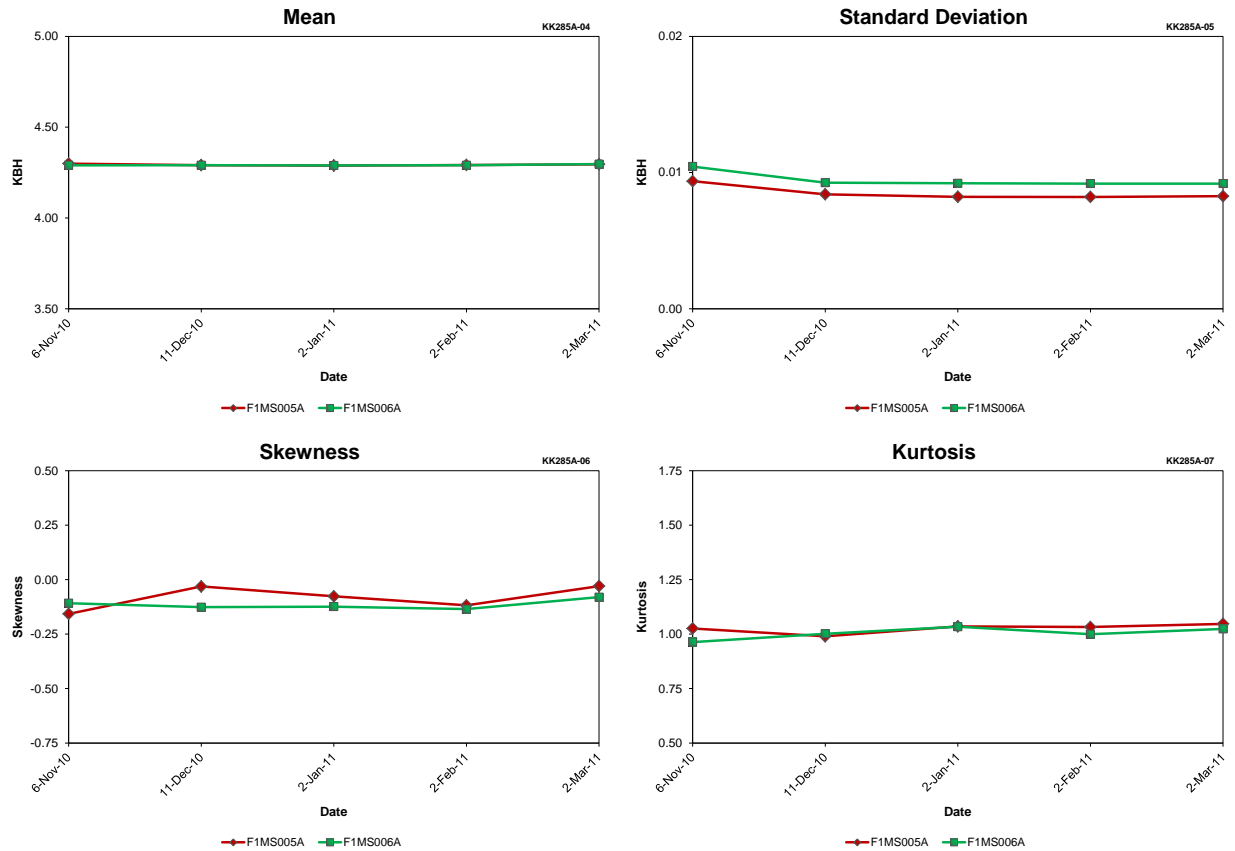 Mean
KK285A-04
5.00
4.50
4.00
3.50
KBH
6-Nov-10
11-Dec-10
2-Jan-11
2-Feb-11
2-Mar-11
Date
F1MS005A F1MS006A
Standard Deviation
KK285A-05
0.02
0.01
0.00
KBH
6-Nov-10
11-Dec-10
2-Jan-11
2-Feb-11
2-Mar-11
Date
F1MS005A F1MS006A
Skewness
KK285A-06
0.50
0.25
0.00
-0.25
-0.50
-0.75
Skewness
6-Nov-10
11-Dec-10
2-Jan-11
2-Feb-11
2-Mar-11
Date
F1MS005A F1MS006A
Kurtosis
KK285A-07
1.75
1.50
1.25
1.00
0.75
0.50
Kurtosis
6-Nov-10
11-Dec-10
2-Jan-11
2-Feb-11
2-Mar-11
Date
F1MS005A F1MS006A